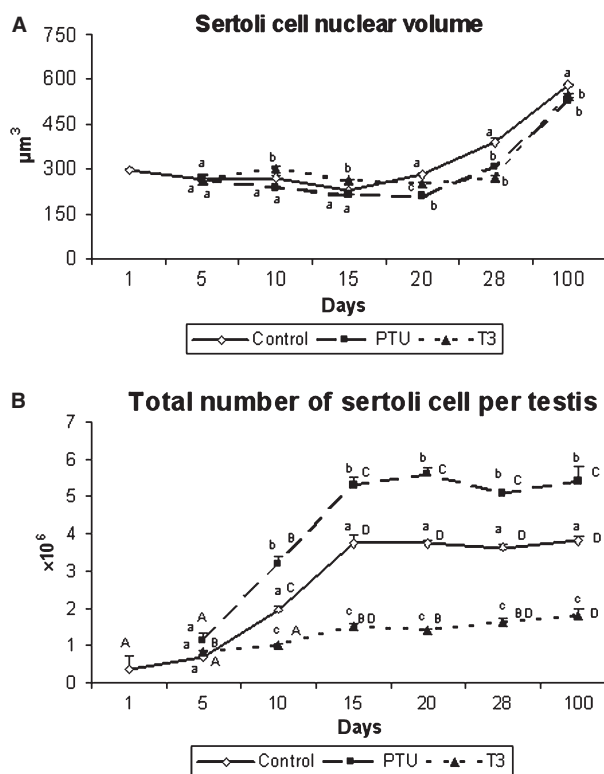 A
Sertoli cell nuclear volume
750
600
450
300
150
0
µm³
a
a
a
a
b
a
a
b
a
a
a
c
b
a
b
b
a
b
b
1 5 10 15 20 28 100
Days
Control PTU T3
B
Total number of sertoli cell per testis
7
6
5
4
3
2
1
0
×10⁶
A
A
a
a B
a A
b B
a C
c A
b C
a D
c BD
b C
a D
c B
b C
a D
c BD
b C
a D
c D
1 5 10 15 20 28 100
Days
Control PTU T3